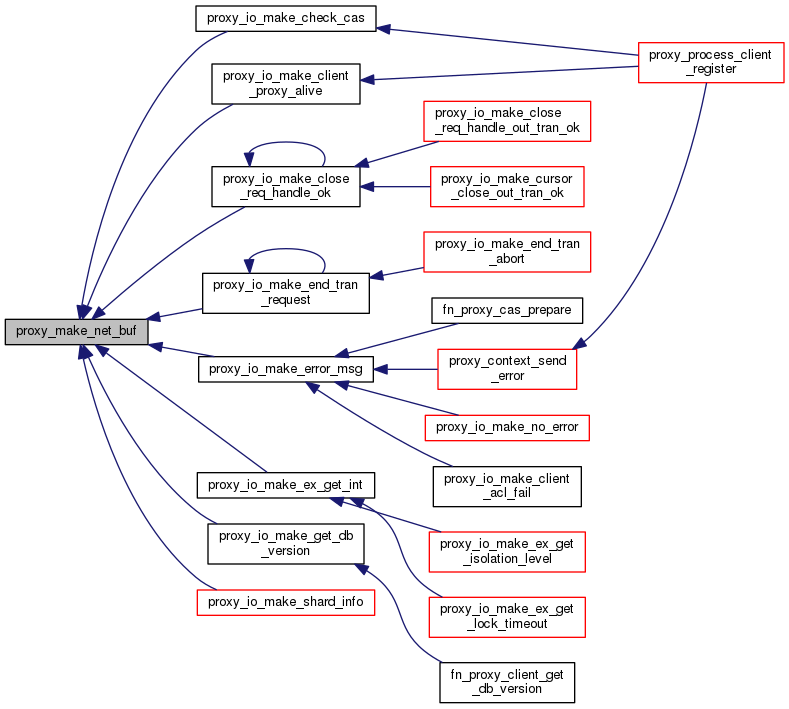 proxy_io_make_check_cas
proxy_process_client
_register
proxy_io_make_client
_proxy_alive
proxy_io_make_close
_req_handle_out_tran_ok
proxy_io_make_close
_req_handle_ok
proxy_io_make_cursor
_close_out_tran_ok
proxy_io_make_end_tran
_abort
proxy_io_make_end_tran
_request
fn_proxy_cas_prepare
proxy_make_net_buf
proxy_io_make_error_msg
proxy_context_send
_error
proxy_io_make_no_error
proxy_io_make_client
_acl_fail
proxy_io_make_ex_get_int
proxy_io_make_get_db
_version
proxy_io_make_ex_get
_isolation_level
proxy_io_make_shard_info
proxy_io_make_ex_get
_lock_timeout
fn_proxy_client_get
_db_version